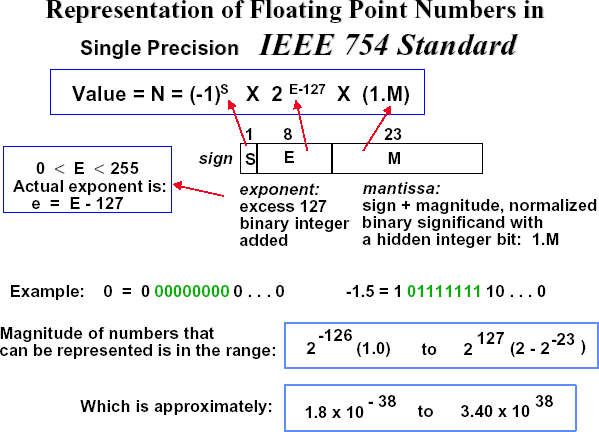 Representation of Floating Point Numbers in
Single Precision IEEE 754 Standard
Value = N = (-1)^S X 2^E-127 X (1.M)
1 8 23
sign S E M
0 < E < 255
Actual exponent is:
e = E - 127
exponent:
excess 127
binary integer
added
mantissa:
sign + magnitude, normalized
binary significand with
a hidden integer bit: 1.M
Example: 0 = 0 00000000 0 . . . 0 -1.5 = 1 01111111 10 . . . 0
Magnitude of numbers that
can be represented is in the range:
2^-126 (1.0) to 2^127 (2 - 2^-23)
Which is approximately:
1.8 x 10^-38 to 3.40 x 10^38